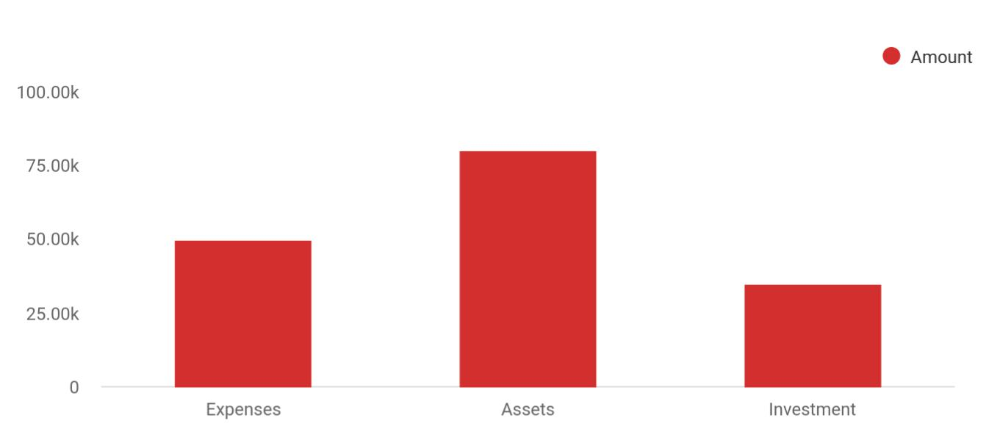 Amount
100.00k
75.00k
50.00k
25.00k
0
Expenses Assets Investment